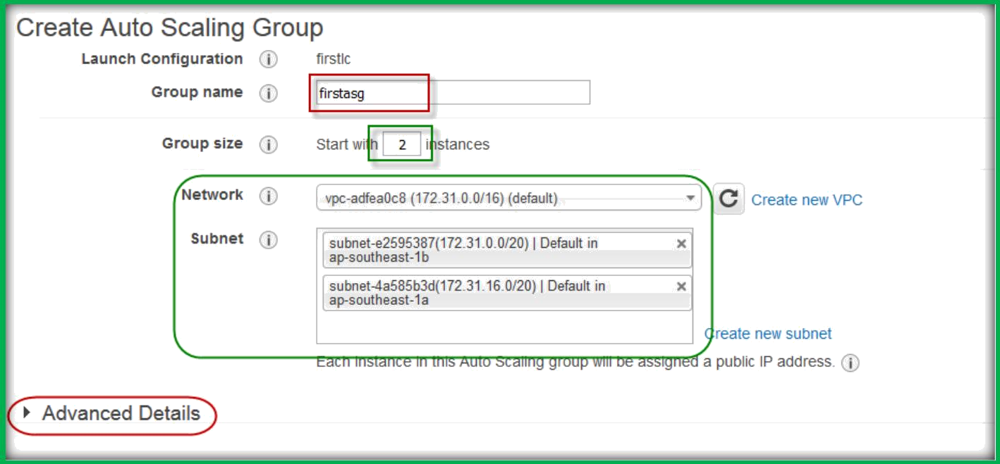 Create Auto Scaling Group
Launch Configuration i firstlc
Group name i firstasg
Group size i Start with 2 instances
Network i vpc-adfea0c8 (172.31.0.0/16) (default) Create new VPC
Subnet i subnet-e2595387(172.31.0.0/20) | Default in
ap-southeast-1b
subnet-4a585b3d(172.31.16.0/20) | Default in
ap-southeast-1a
Create new subnet
Each instance in this Auto Scaling group will be assigned a public IP address. i
Advanced Details